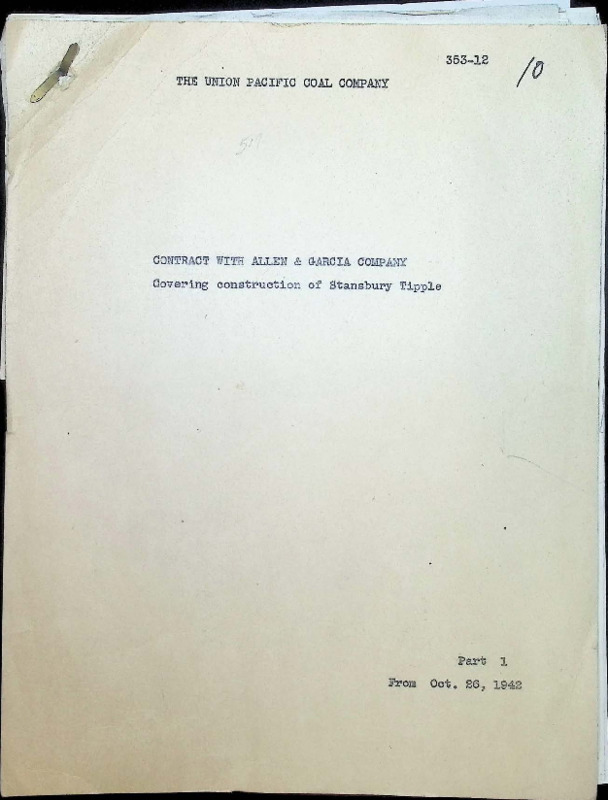 353-12
10
THE UNION PACIFIC COAL COMPANY
CONTRACT WITH ALLEN & GARCIA COMPANY
Covering construction of Stansbury Tipple
Part 1
From Oct. 26, 1942